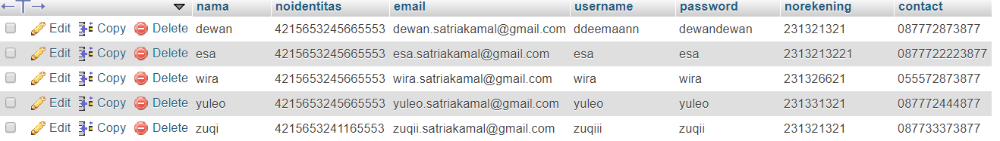 nama noidentitas email username password norekening contact
Edit Copy Delete dewan 4215653245665553 dewan.satriakamal@gmail.com ddeemaann dewandewan 231321321 087772873877
Edit Copy Delete esa 4215653245665553 esa.satriakamal@gmail.com esa esa 2313213221 0877722223877
Edit Copy Delete wira 4215653245665553 wira.satriakamal@gmail.com wira wira 231326621 055572873877
Edit Copy Delete yuleo 4215653245665553 yuleo.satriakamal@gmail.com yuleo yuleo 231331321 087772444877
Edit Copy Delete zuqi 4215653241165553 zuqii.satriakamal@gmail.com zuqiii zuqii 231321321 087733373877